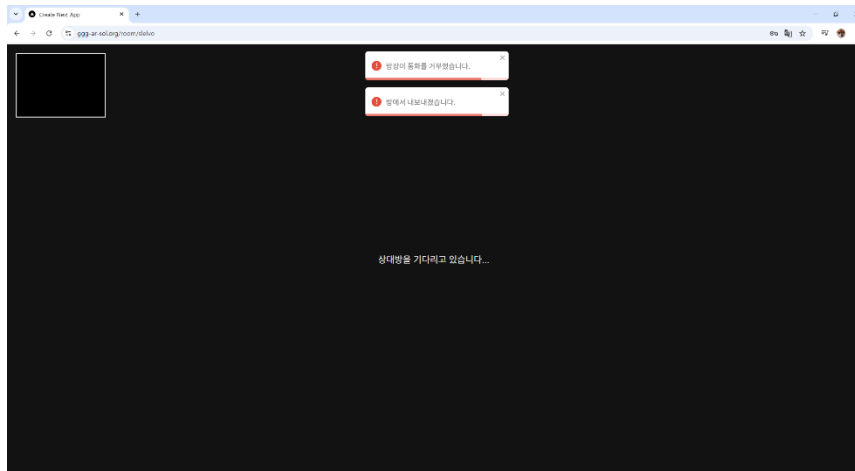 Create Next App
ggg-ar-sol.org/room/slelvo
방장이 통화를 거부했습니다.
방에서 내보내졌습니다.
상대방을 기다리고 있습니다...